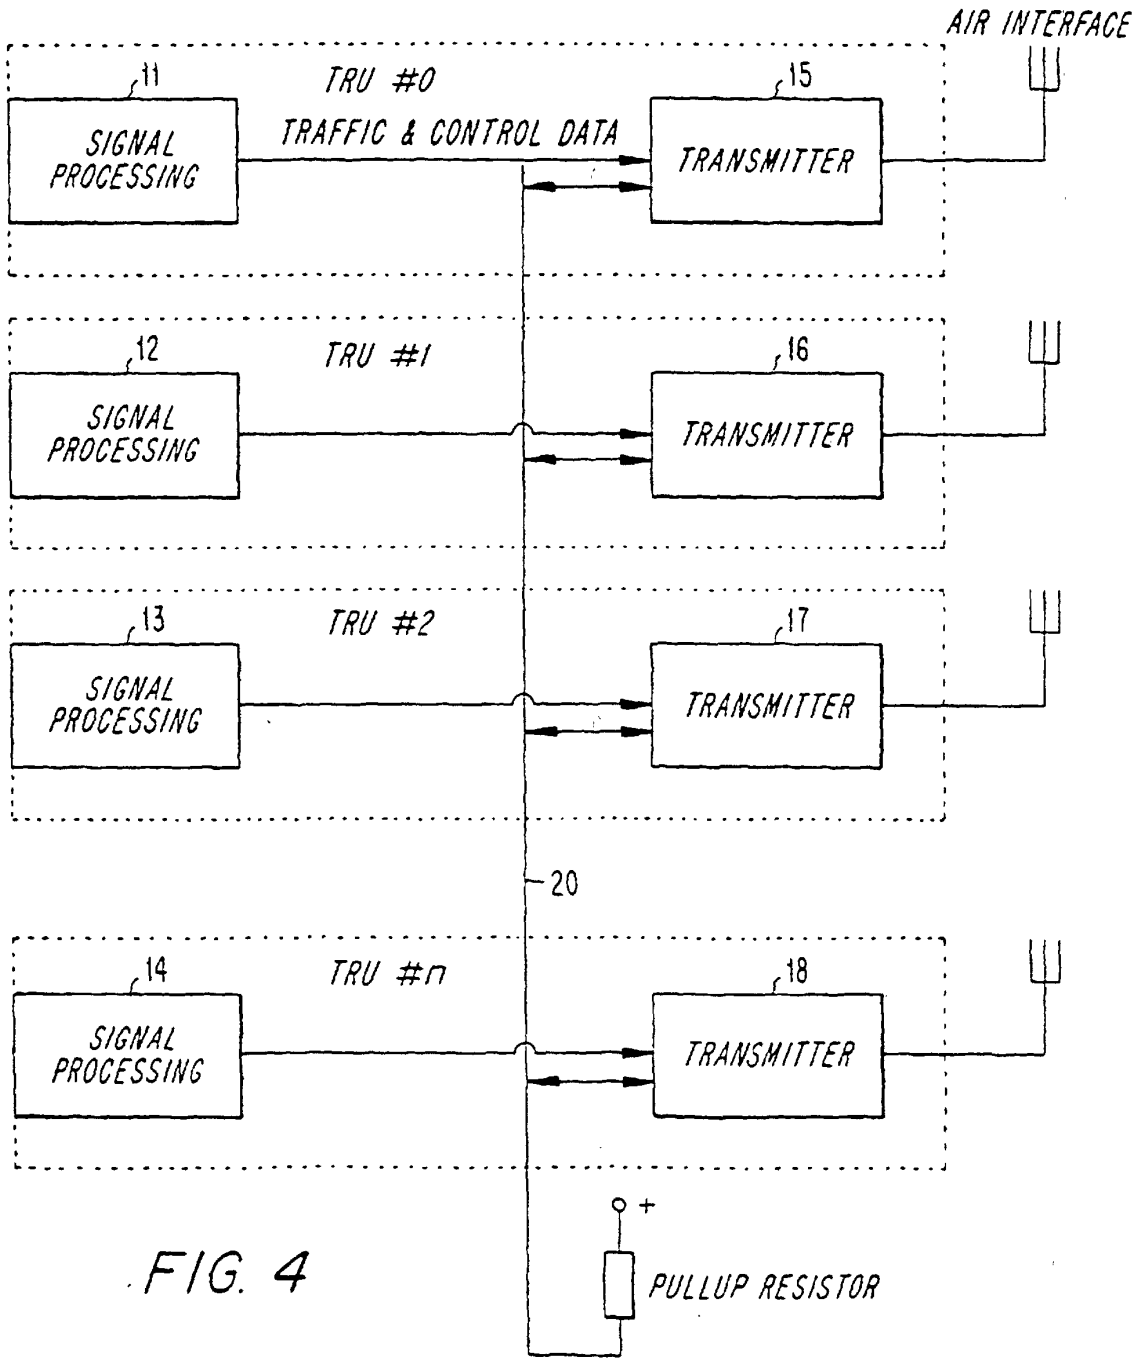 AIR INTERFACE
TRU #0
11
15
SIGNAL
PROCESSING
TRAFFIC & CONTROL DATA
TRANSMITTER
TRU #1
12
16
SIGNAL
PROCESSING
TRANSMITTER
TRU #2
13
17
SIGNAL
PROCESSING
TRANSMITTER
20
TRU #n
14
18
SIGNAL
PROCESSING
TRANSMITTER
+
PULLUP RESISTOR
FIG. 4